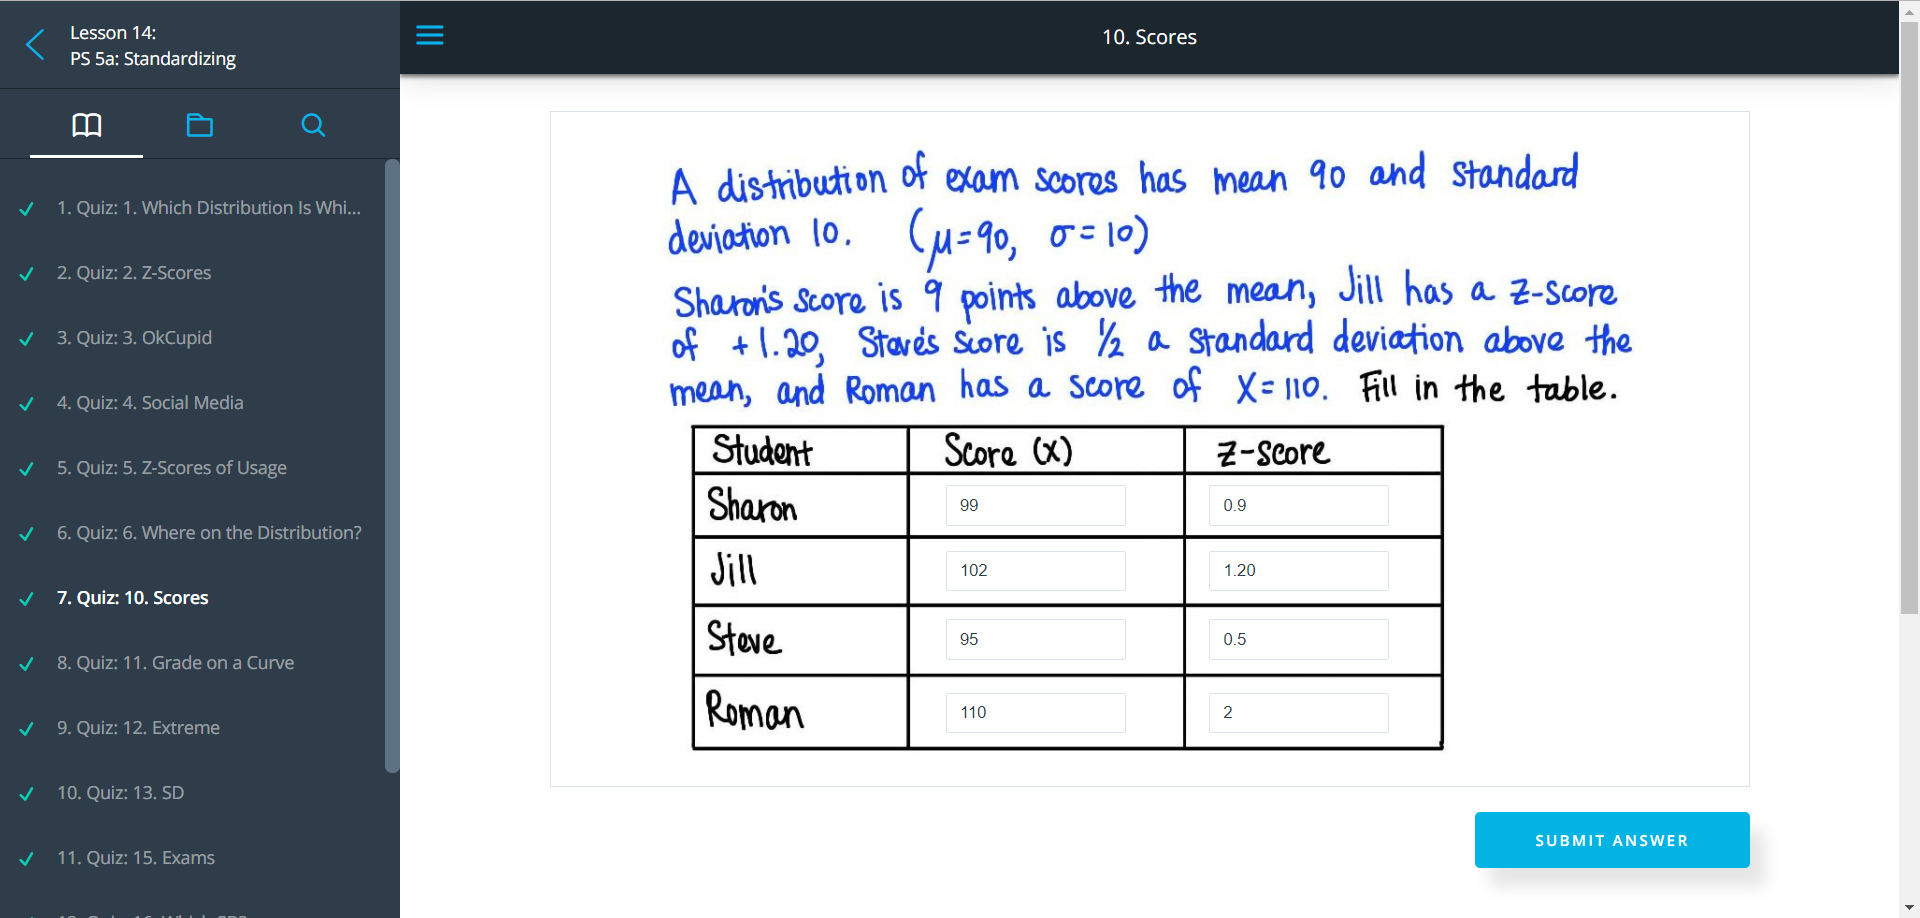 Lesson 14:
PS 5a: Standardizing
1. Quiz: 1. Which Distribution Is Whi...
2. Quiz: 2. Z-Scores
3. Quiz: 3. OkCupid
4. Quiz: 4. Social Media
5. Quiz: 5. Z-Scores of Usage
6. Quiz: 6. Where on the Distribution?
7. Quiz: 10. Scores
8. Quiz: 11. Grade on a Curve
9. Quiz: 12. Extreme
10. Quiz: 13. SD
11. Quiz: 15. Exams
10. Scores
A distribution of exam scores has mean 90 and standard
deviation 10. (μ=90, σ=10)
Sharon's score is 9 points above the mean, Jill has a z-score
of +1.20, Steve's score is ½ a standard deviation above the
mean, and Roman has a score of X=110. Fill in the table.
Student Score (X) z-score
Sharon 99 0.9
Jill 102 1.20
Steve 95 0.5
Roman 110 2
SUBMIT ANSWER